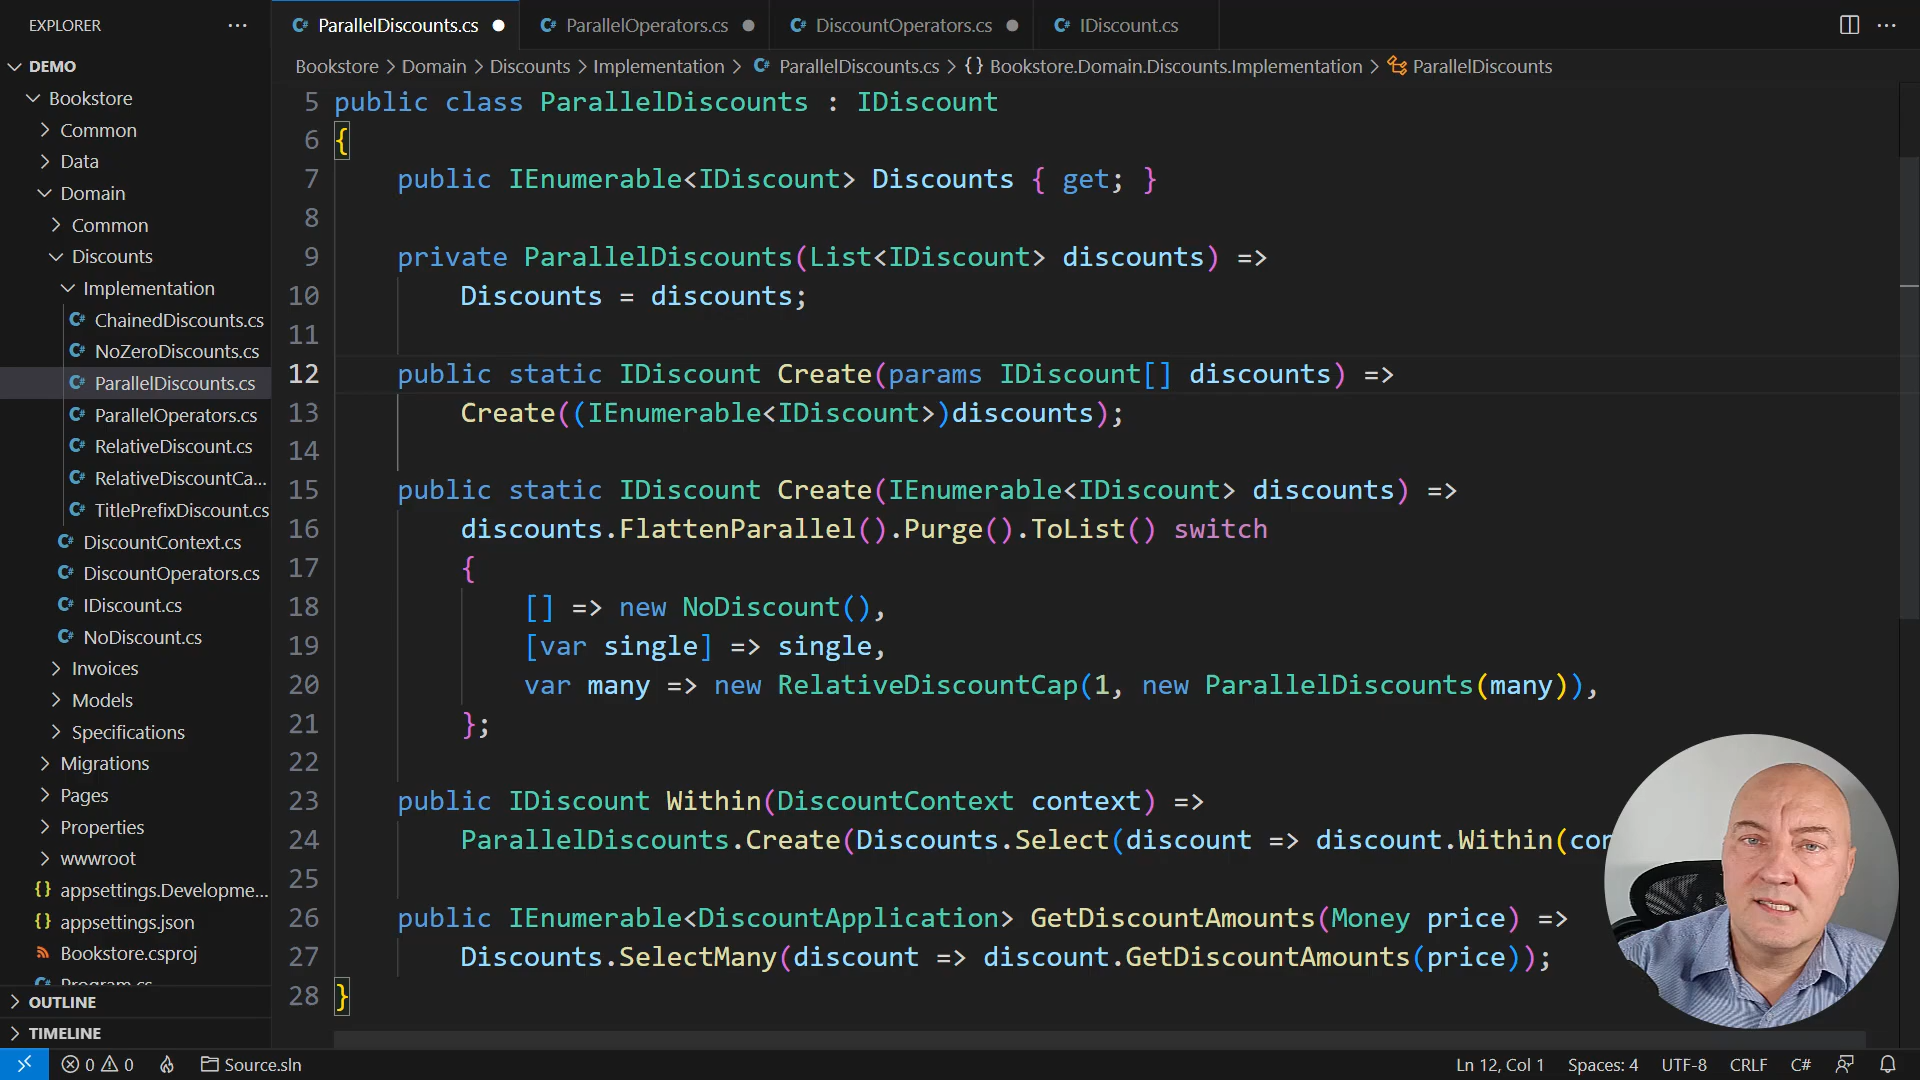 EXPLORER
ParallelDiscounts.cs
ParallelOperators.cs
DiscountOperators.cs
IDiscount.cs
Bookstore > Domain > Discounts > Implementation > ParallelDiscounts.cs > {} Bookstore.Domain.Discounts.Implementation > ParallelDiscounts
DEMO
Bookstore
Common
Data
Domain
Common
Discounts
Implementation
ChainedDiscounts.cs
NoZeroDiscounts.cs
ParallelDiscounts.cs
ParallelOperators.cs
RelativeDiscount.cs
RelativeDiscountCa...
TitlePrefixDiscount.cs
DiscountContext.cs
DiscountOperators.cs
IDiscount.cs
NoDiscount.cs
Invoices
Models
Specifications
Migrations
Pages
Properties
wwwroot
{} appsettings.Developme...
{} appsettings.json
Bookstore.csproj
Program.cs
OUTLINE
TIMELINE
5 public class ParallelDiscounts : IDiscount
6 {
7 public IEnumerable<IDiscount> Discounts { get; }
8
9 private ParallelDiscounts(List<IDiscount> discounts) =>
10 Discounts = discounts;
11
12 public static IDiscount Create(params IDiscount[] discounts) =>
13 Create((IEnumerable<IDiscount>)discounts);
14
15 public static IDiscount Create(IEnumerable<IDiscount> discounts) =>
16 discounts.FlattenParallel().Purge().ToList() switch
17 {
18 [] => new NoDiscount(),
19 [var single] => single,
20 var many => new RelativeDiscountCap(1, new ParallelDiscounts(many)),
21 };
22
23 public IDiscount Within(DiscountContext context) =>
24 ParallelDiscounts.Create(Discounts.Select(discount => discount.Within(con
25
26 public IEnumerable<DiscountApplication> GetDiscountAmounts(Money price) =>
27 Discounts.SelectMany(discount => discount.GetDiscountAmounts(price));
28 }
0 0 Source.sln
Ln 12, Col 1 Spaces: 4 UTF-8 CRLF C#